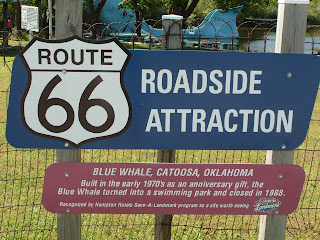 ROUTE
66
ROADSIDE
ATTRACTION
BLUE WHALE, CATOOSA, OKLAHOMA
Built in the early 1970's as an anniversary gift, the
Blue Whale turned into a swimming park and closed in 1988.
Recognized by Hampton Hotels Save-A-Landmark program as a site worth seeing